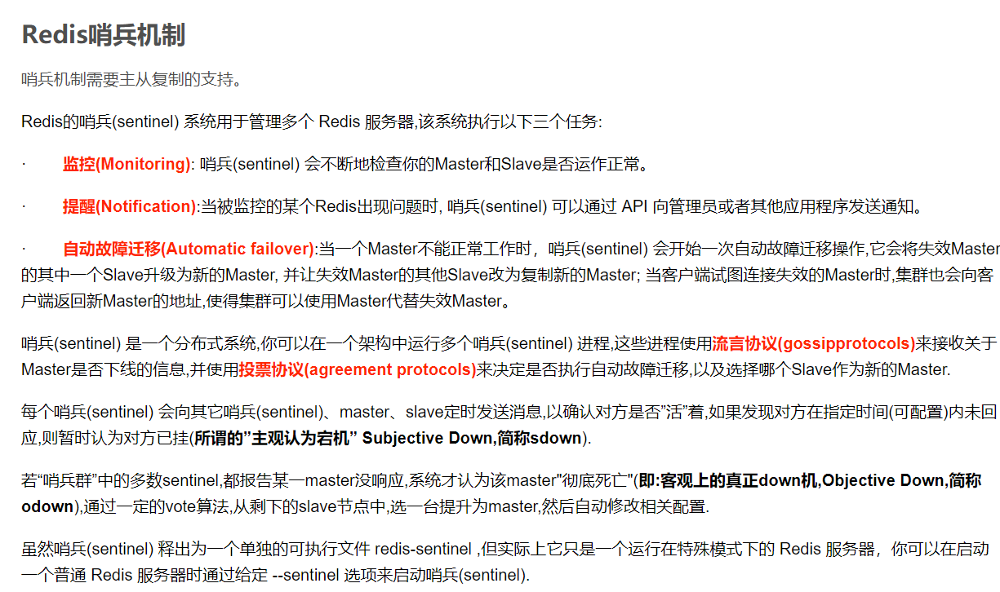 Redis哨兵机制
哨兵机制需要主从复制的支持。
Redis的哨兵(sentinel) 系统用于管理多个 Redis 服务器,该系统执行以下三个任务:
· 监控(Monitoring): 哨兵(sentinel) 会不断地检查你的Master和Slave是否运作正常。
· 提醒(Notification):当被监控的某个Redis出现问题时, 哨兵(sentinel) 可以通过 API 向管理员或者其他应用程序发送通知。
· 自动故障迁移(Automatic failover):当一个Master不能正常工作时，哨兵(sentinel) 会开始一次自动故障迁移操作,它会将失效Master
的其中一个Slave升级为新的Master, 并让失效Master的其他Slave改为复制新的Master; 当客户端试图连接失效的Master时,集群也会向客
户端返回新Master的地址,使得集群可以使用Master代替失效Master。
哨兵(sentinel) 是一个分布式系统,你可以在一个架构中运行多个哨兵(sentinel) 进程,这些进程使用流言协议(gossipprotocols)来接收关于
Master是否下线的信息,并使用投票协议(agreement protocols)来决定是否执行自动故障迁移,以及选择哪个Slave作为新的Master.
每个哨兵(sentinel) 会向其它哨兵(sentinel)、master、slave定时发送消息,以确认对方是否”活”着,如果发现对方在指定时间(可配置)内未回
应,则暂时认为对方已挂(所谓的”主观认为宕机” Subjective Down,简称sdown).
若“哨兵群”中的多数sentinel,都报告某一master没响应,系统才认为该master"彻底死亡"(即:客观上的真正down机,Objective Down,简称
odown),通过一定的vote算法,从剩下的slave节点中,选一台提升为master,然后自动修改相关配置.
虽然哨兵(sentinel) 释出为一个单独的可执行文件 redis-sentinel ,但实际上它只是一个运行在特殊模式下的 Redis 服务器，你可以在启动
一个普通 Redis 服务器时通过给定 --sentinel 选项来启动哨兵(sentinel).